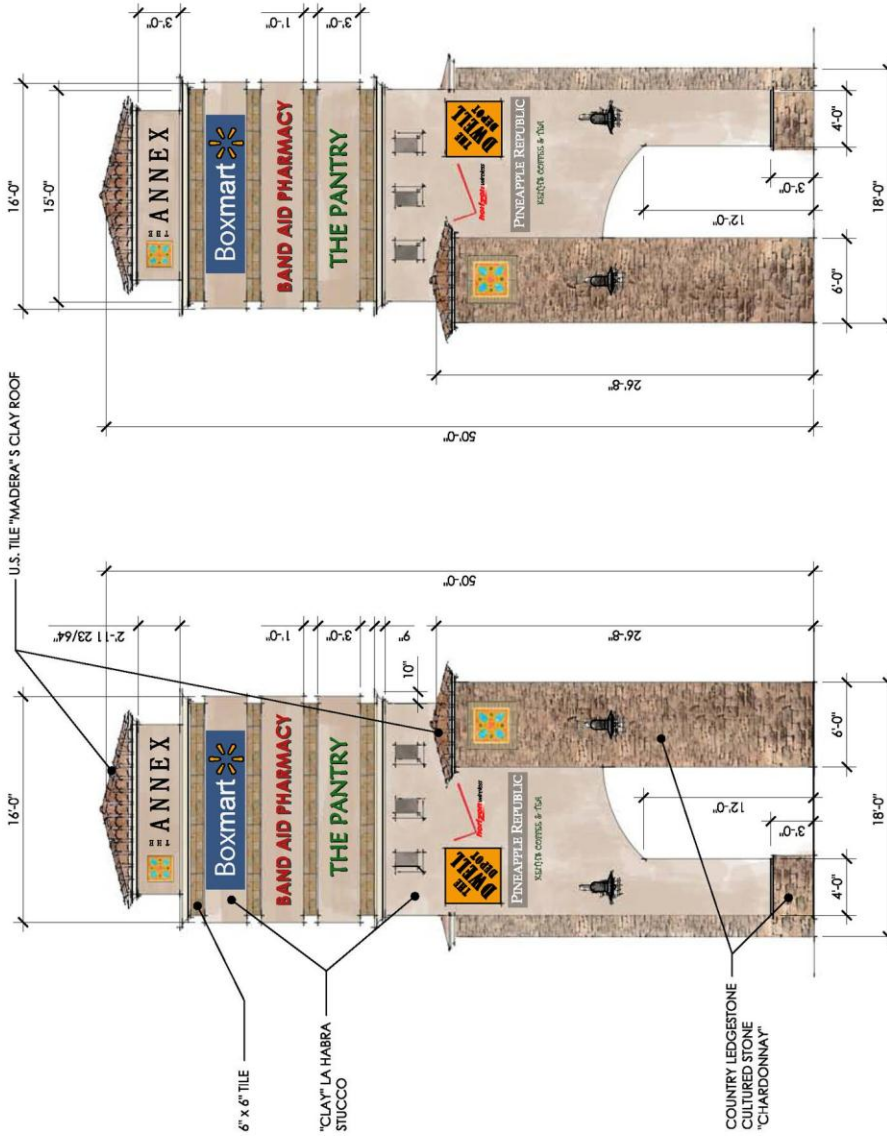 U.S. TILE "MADERA" S CLAY ROOF
16'-0"
2'-11 23/64"
THE ANNEX
Boxmart
BAND AID PHARMACY
THE PANTRY
1'-0"
3'-0"
9"
10"
6" x 6" TILE
"CLAY" LA HABRA
STUCCO
THE
DWELL
DEPOT
horizon wireless
PINEAPPLE REPUBLIC
50'-0"
26'-8"
12'-0"
3'-0"
4'-0"
6'-0"
18'-0"
COUNTRY LEDGESTONE
CULTURED STONE
"CHARDONNAY"
16'-0"
15'-0"
3'-0"
THE ANNEX
Boxmart
BAND AID PHARMACY
THE PANTRY
1'-0"
3'-0"
THE
DWELL
DEPOT
PINEAPPLE REPUBLIC
50'-0"
26'-8"
12'-0"
3'-0"
6'-0"
4'-0"
18'-0"